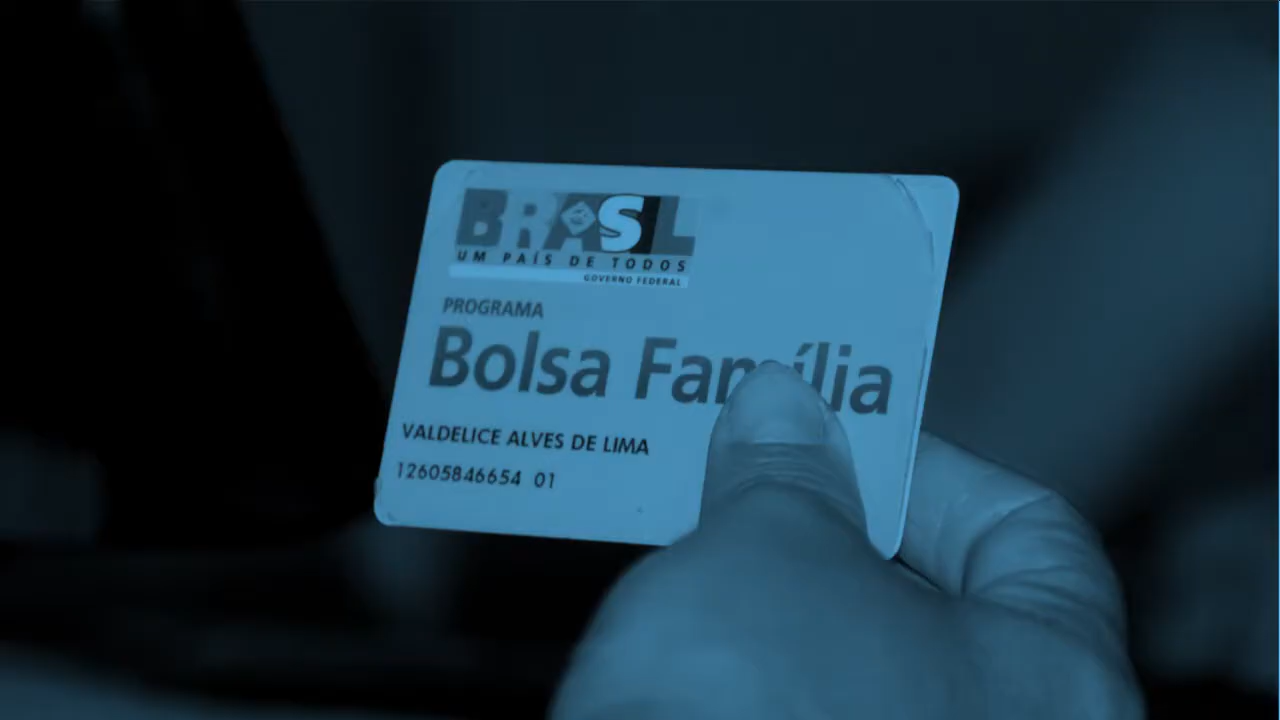 BRASIL
UM PAÍS DE TODOS
GOVERNO FEDERAL
PROGRAMA
Bolsa Família
VALDELICE ALVES DE LIMA
12605846654 01